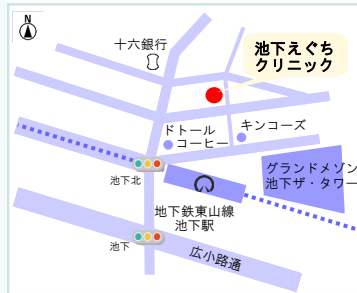 N
十六銀行
池下えぐち
クリニック
ドトール
コーヒー
キンコーズ
グランドメゾン
池下ザ・タワー
池下北
地下鉄東山線
池下駅
池下
広小路通